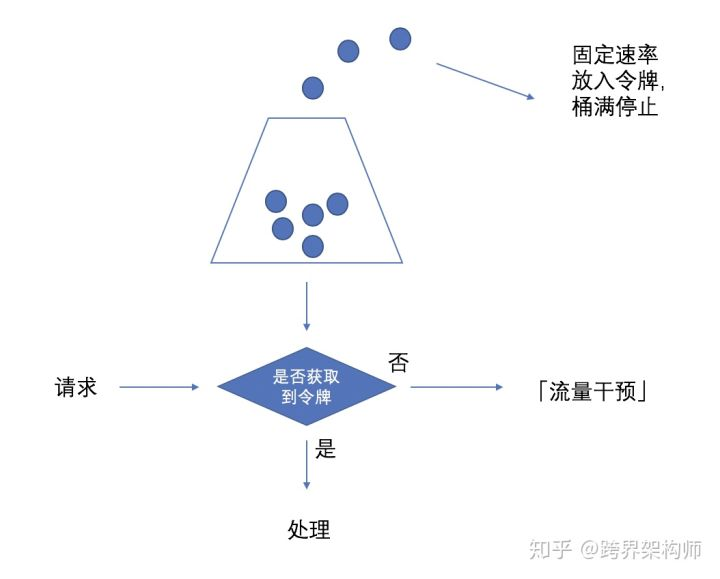 固定速率
放入令牌，
桶满停止
是否获取
到令牌
否
请求
「流量干预」
是
处理
知乎 @跨界架构师